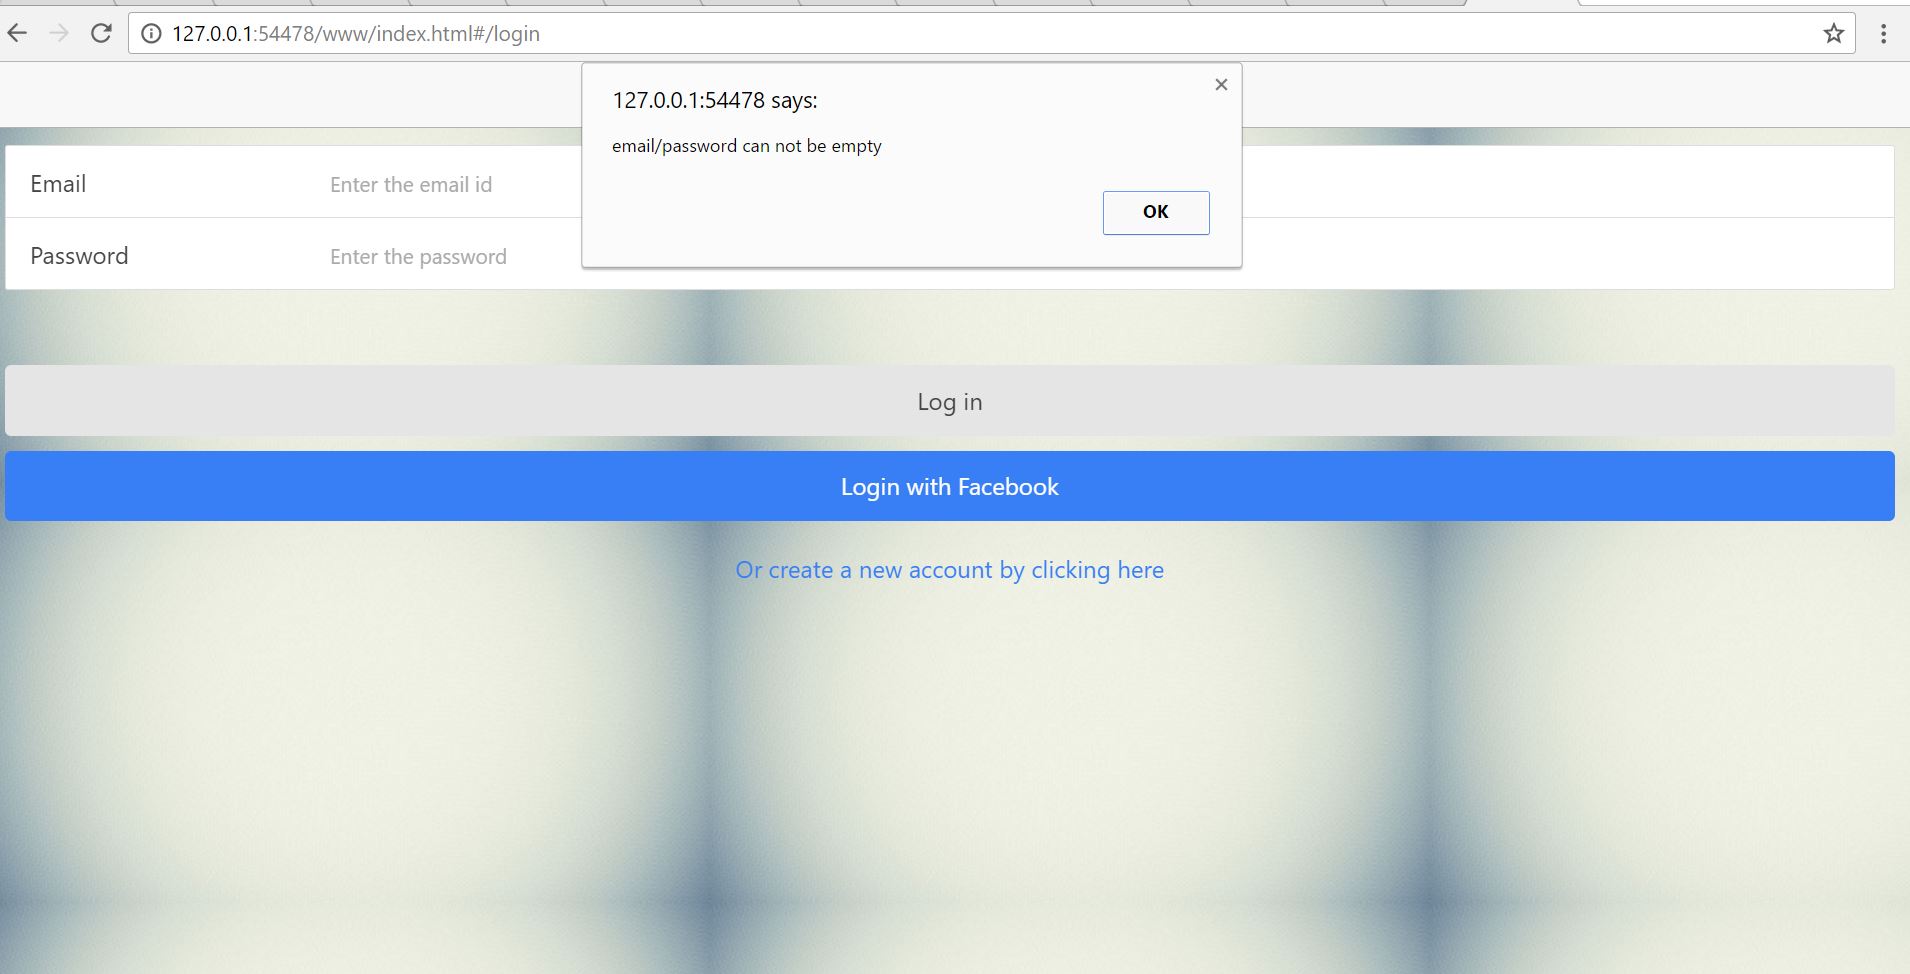 127.0.0.1:54478/www/index.html#/login
127.0.0.1:54478 says:
email/password can not be empty
OK
Email Enter the email id
Password Enter the password
Log in
Login with Facebook
Or create a new account by clicking here